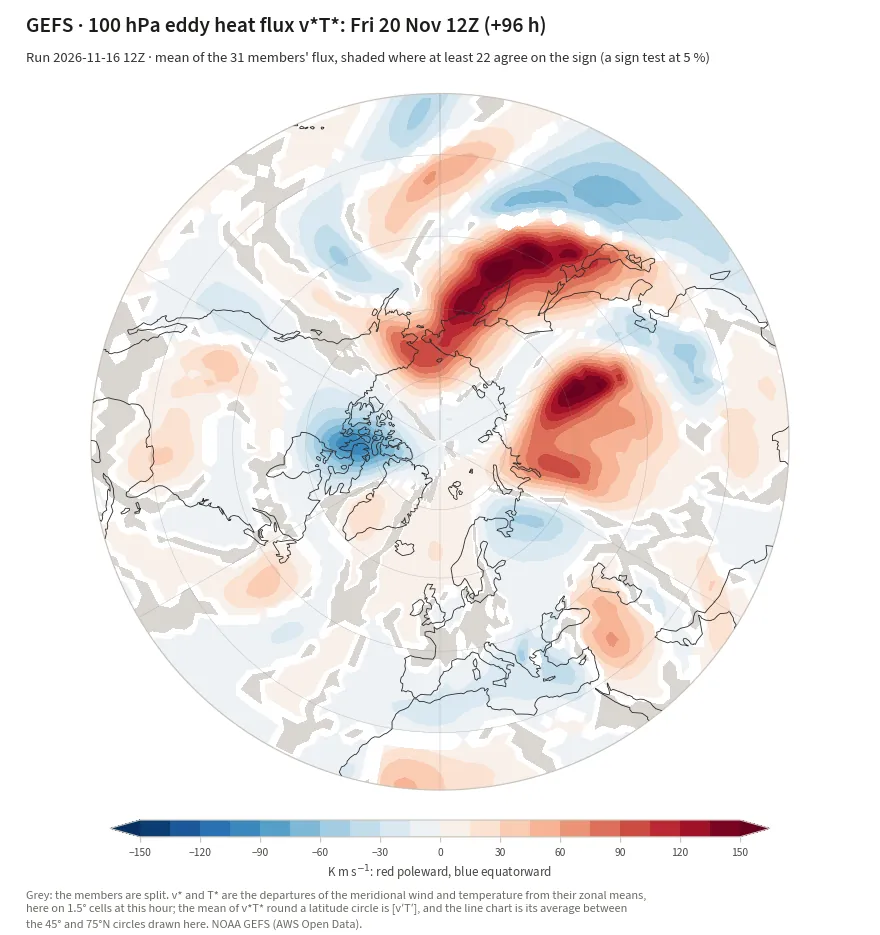 GEFS · 100 hPa eddy heat flux v*T*: Fri 20 Nov 12Z (+96 h)
Run 2026-11-16 12Z · mean of the 31 members' flux, shaded where at least 22 agree on the sign (a sign test at 5 %)
−150 −120 −90 −60 −30 0 30 60 90 120 150
K m s⁻¹: red poleward, blue equatorward
Grey: the members are split. v* and T* are the departures of the meridional wind and temperature from their zonal means,
here on 1.5° cells at this hour; the mean of v*T* round a latitude circle is [v'T'], and the line chart is its average between
the 45° and 75°N circles drawn here. NOAA GEFS (AWS Open Data).